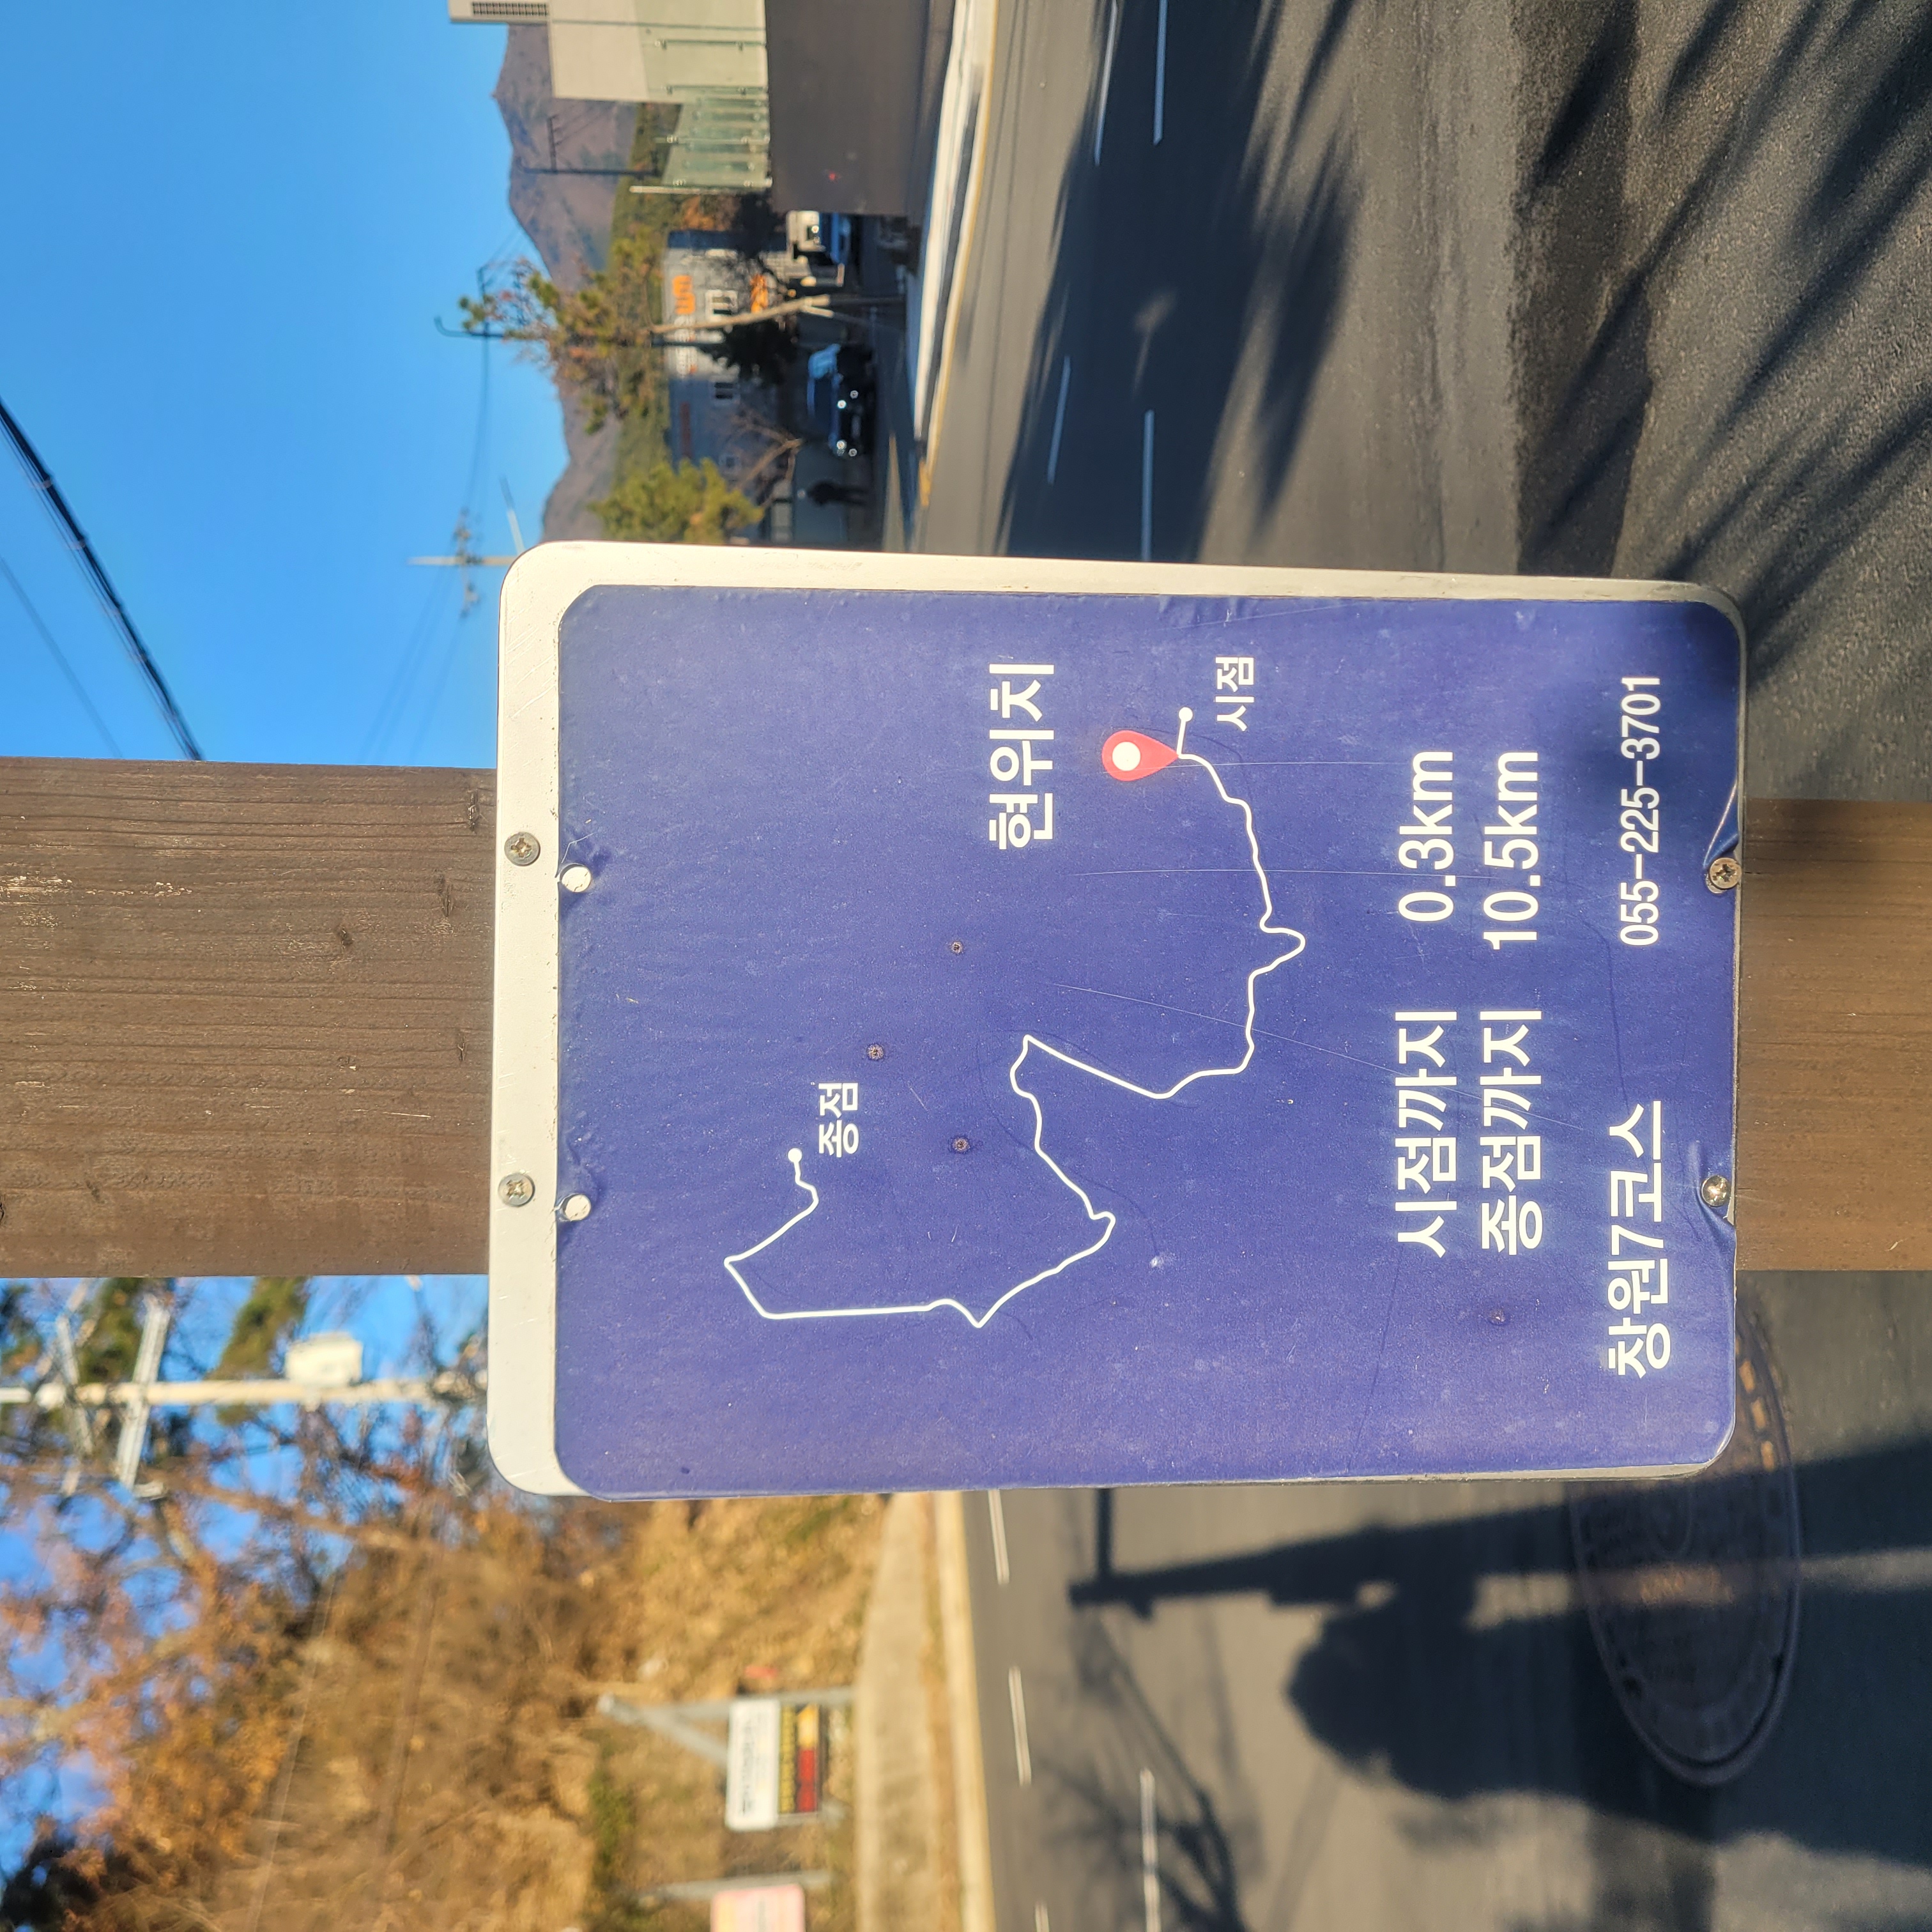 현위치
시점
종점
시점까지 0.3km
종점까지 10.5km
창원7코스 055-225-3701